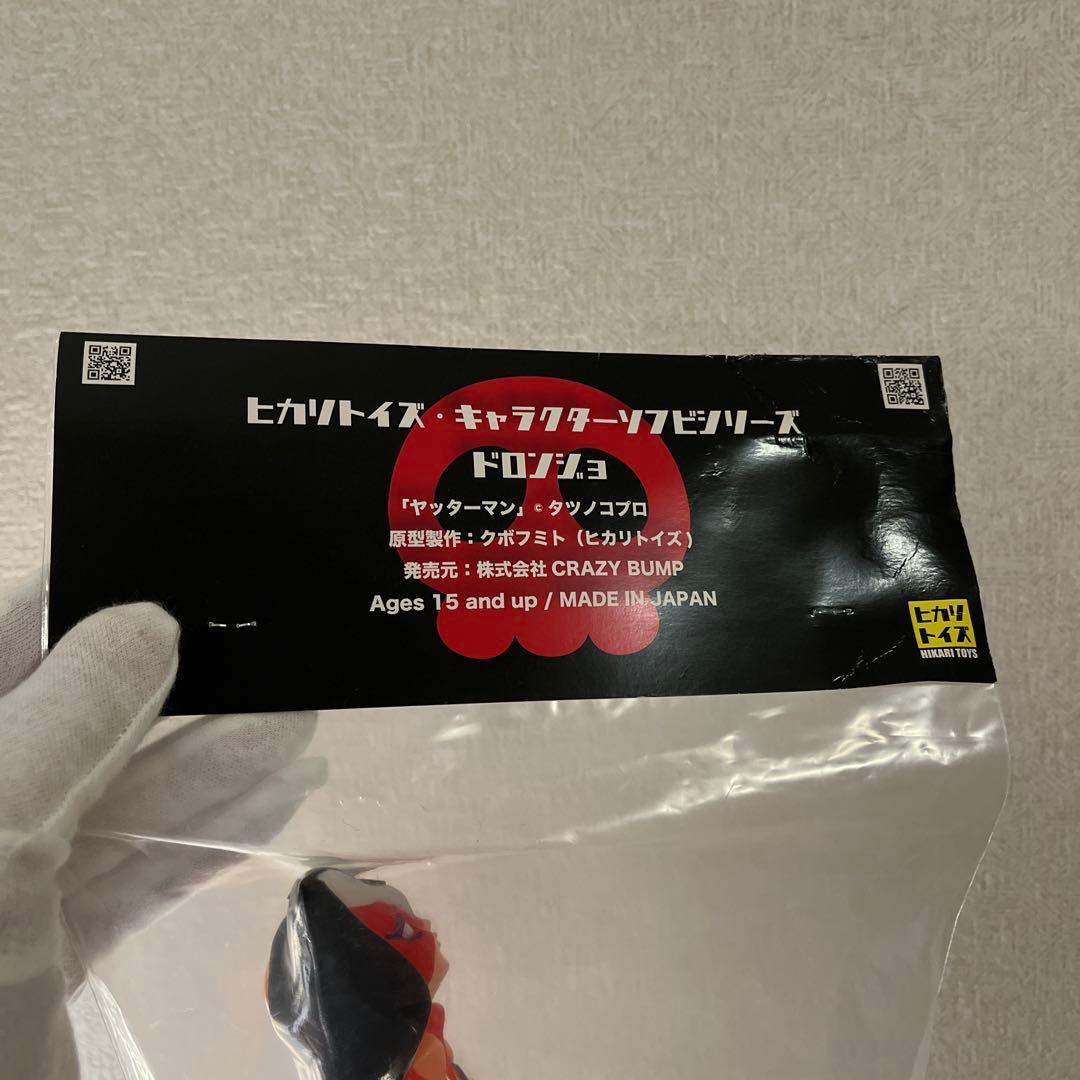 ヒカリトイズ・キャラクターソフビシリーズ
ドロンジョ
「ヤッターマン」© タツノコプロ
原型製作：クボフミト（ヒカリトイズ）
発売元：株式会社 CRAZY BUMP
Ages 15 and up / MADE IN JAPAN
ヒカリ
トイズ
HIKARI TOYS